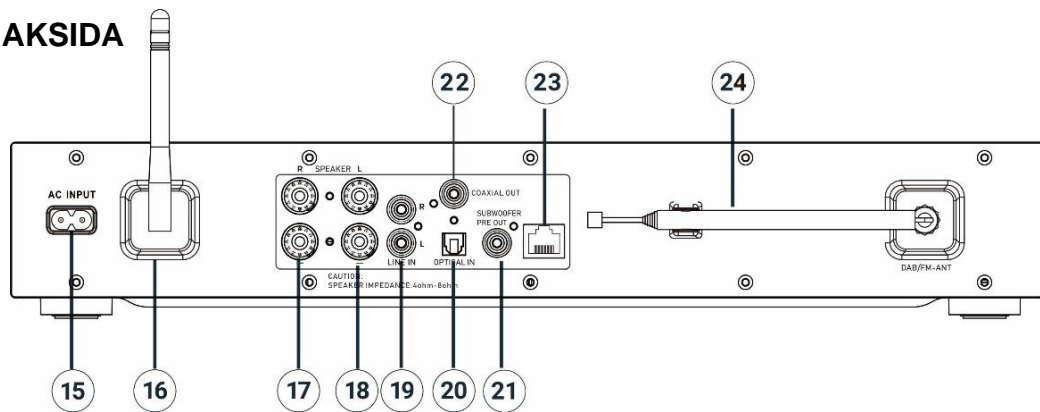 AKSIDA
22
23
24
R SPEAKER L
AC INPUT
COAXIAL OUT
R
SUBWOOFER
PRE OUT
L
LINE IN
OPTICAL IN
DAB/FM-ANT
CAUTION:
SPEAKER IMPEDANCE:4ohm-8ohm
15
16
17
18
19
20
21